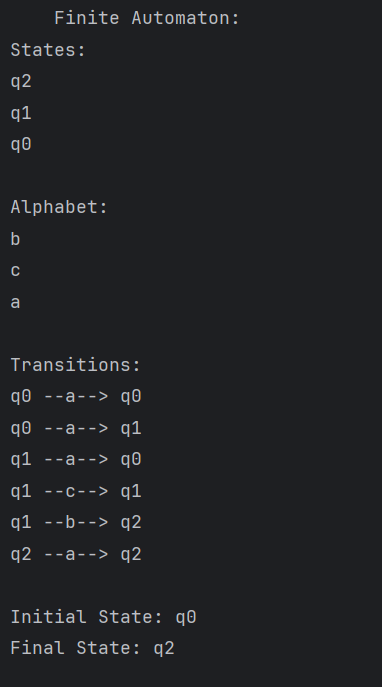 Finite Automaton:
States:
q2
q1
q0
Alphabet:
b
c
a
Transitions:
q0 --a--> q0
q0 --a--> q1
q1 --a--> q0
q1 --c--> q1
q1 --b--> q2
q2 --a--> q2
Initial State: q0
Final State: q2